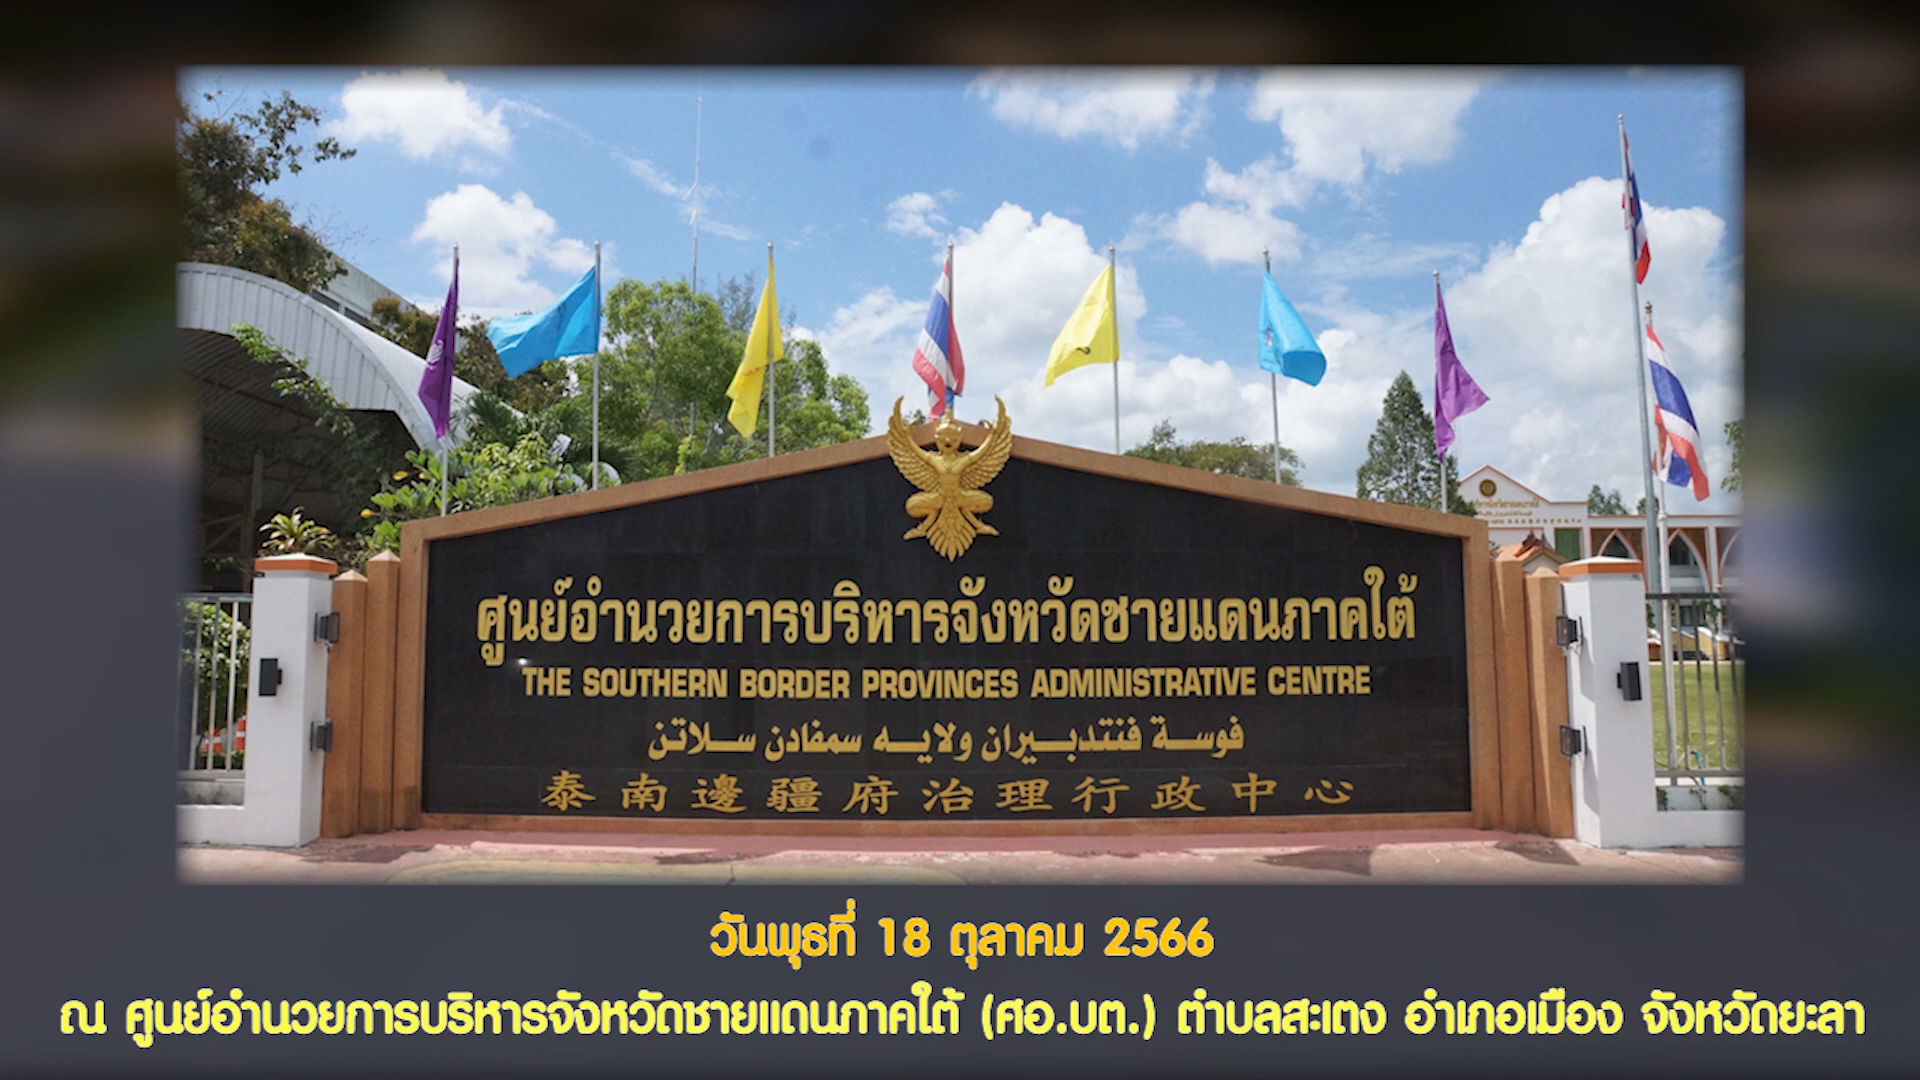 ศูนย์อำนวยการบริหารจังหวัดชายแดนภาคใต้
THE SOUTHERN BORDER PROVINCES ADMINISTRATIVE CENTRE
فوسة فنتدبيران ولايه سمفادن سلاتن
泰南邊疆府治理行政中心
วันพุธที่ 18 ตุลาคม 2566
ณ ศูนย์อำนวยการบริหารจังหวัดชายแดนภาคใต้ (ศอ.บต.) ตำบลสะเตง อำเภอเมือง จังหวัดยะลา